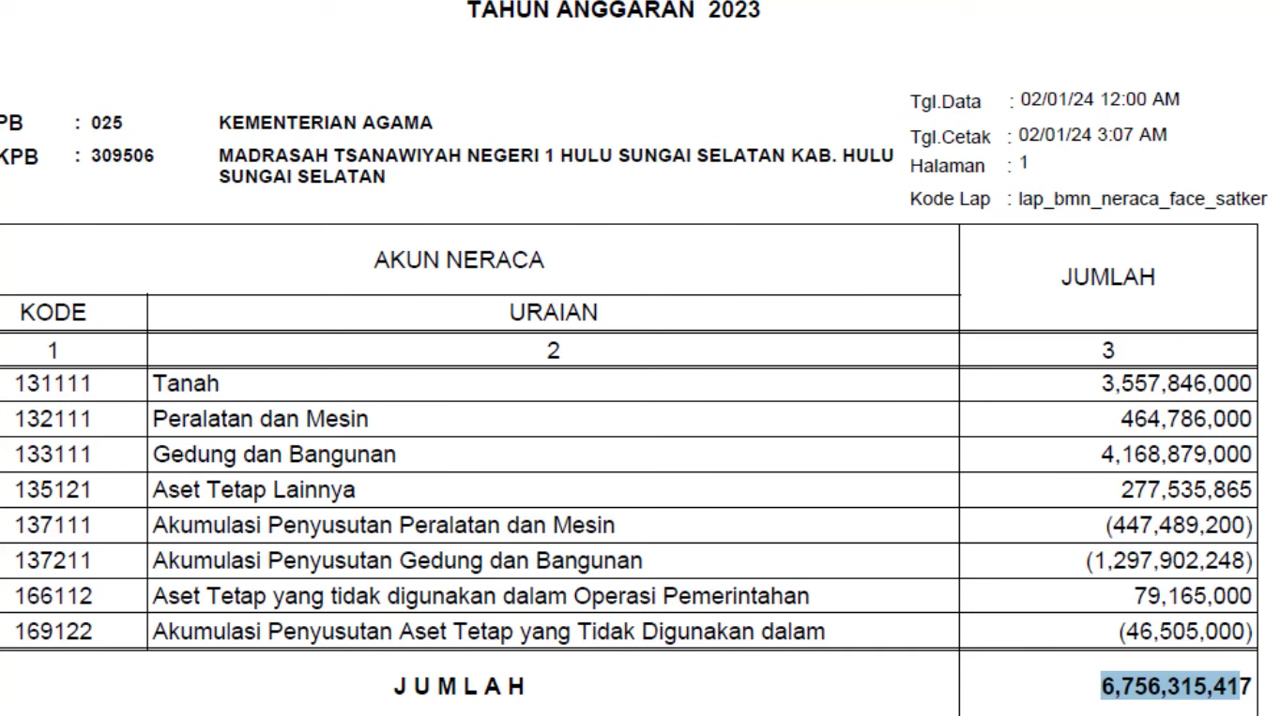 TAHUN ANGGARAN 2023
PB : 025 KEMENTERIAN AGAMA
KPB : 309506 MADRASAH TSANAWIYAH NEGERI 1 HULU SUNGAI SELATAN KAB. HULU
SUNGAI SELATAN
Tgl.Data : 02/01/24 12:00 AM
Tgl.Cetak : 02/01/24 3:07 AM
Halaman : 1
Kode Lap : lap_bmn_neraca_face_satker
AKUN NERACA JUMLAH
KODE URAIAN
1 2 3
131111 Tanah 3,557,846,000
132111 Peralatan dan Mesin 464,786,000
133111 Gedung dan Bangunan 4,168,879,000
135121 Aset Tetap Lainnya 277,535,865
137111 Akumulasi Penyusutan Peralatan dan Mesin (447,489,200)
137211 Akumulasi Penyusutan Gedung dan Bangunan (1,297,902,248)
166112 Aset Tetap yang tidak digunakan dalam Operasi Pemerintahan 79,165,000
169122 Akumulasi Penyusutan Aset Tetap yang Tidak Digunakan dalam (46,505,000)
J U M L A H 6,756,315,417